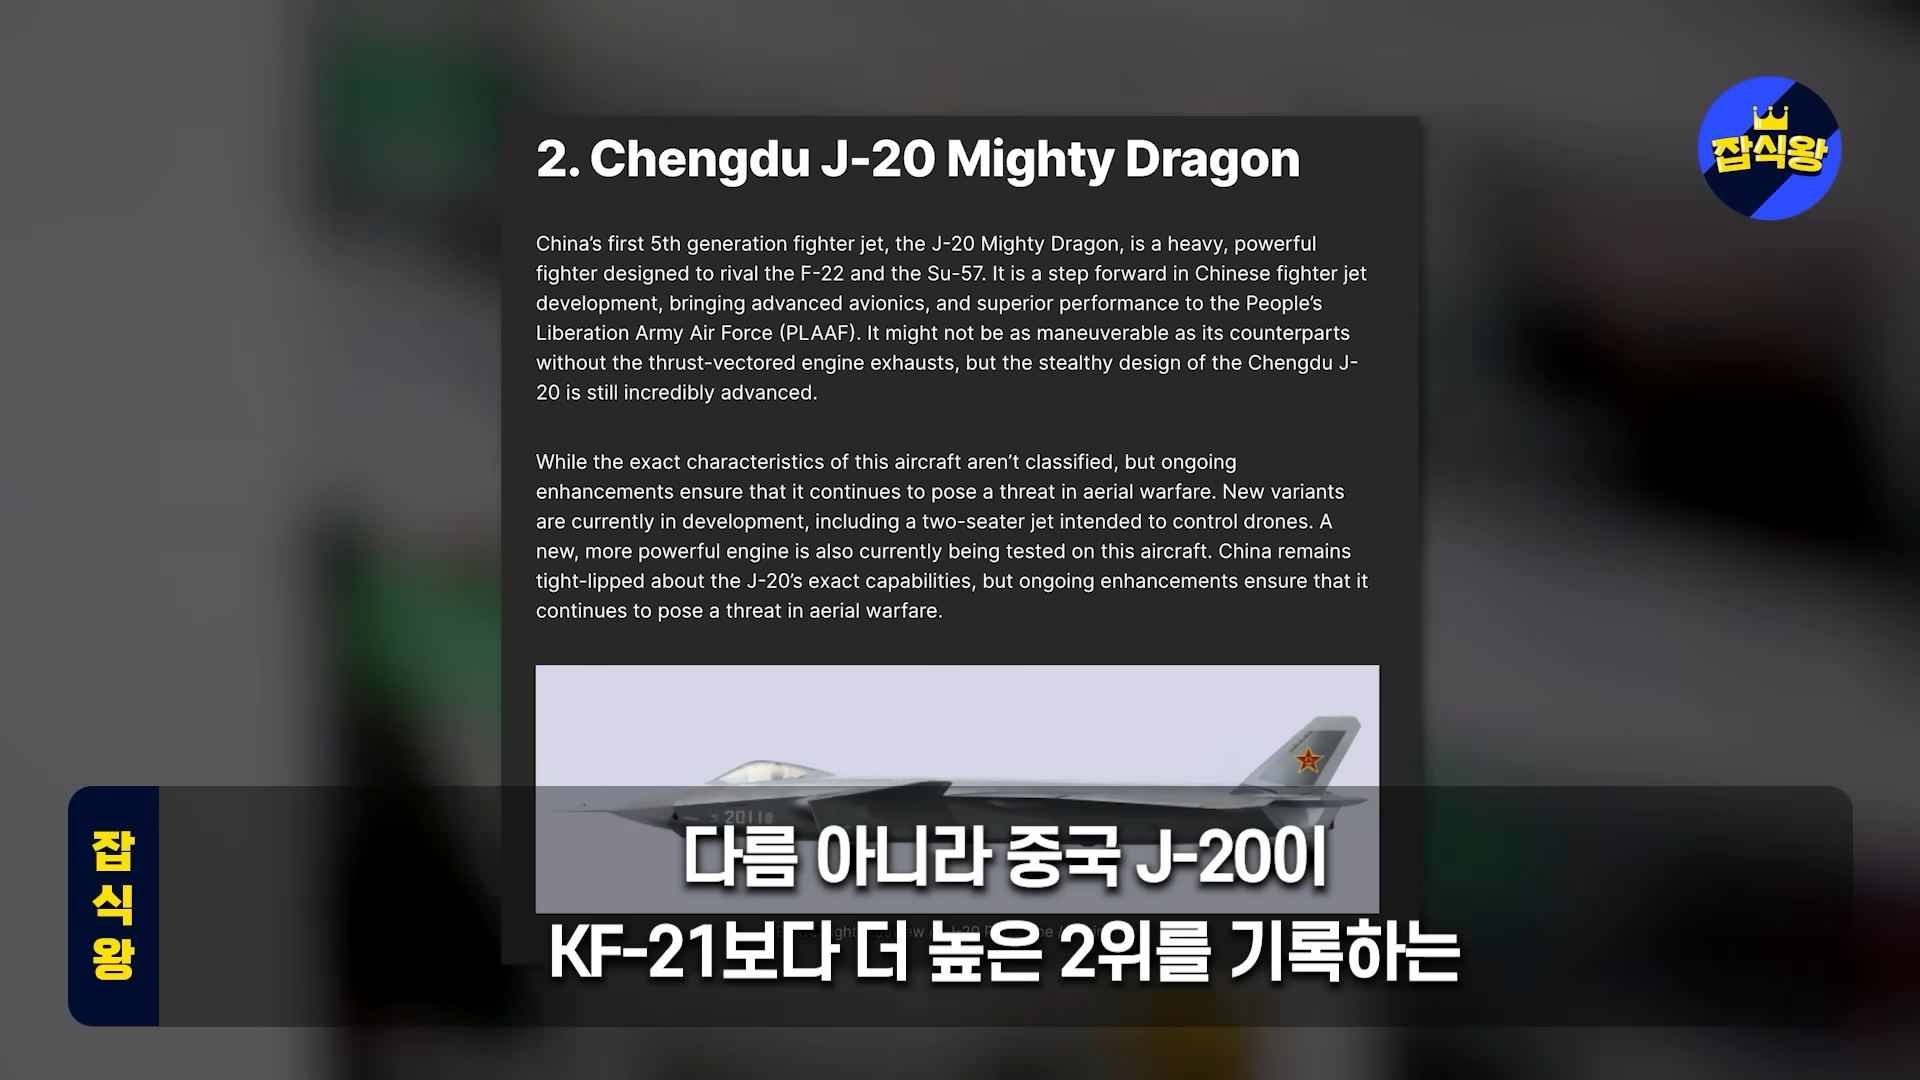 2. Chengdu J-20 Mighty Dragon
잡식왕
China's first 5th generation fighter jet, the J-20 Mighty Dragon, is a heavy, powerful
fighter designed to rival the F-22 and the Su-57. It is a step forward in Chinese fighter jet
development, bringing advanced avionics, and superior performance to the People's
Liberation Army Air Force (PLAAF). It might not be as maneuverable as its counterparts
without the thrust-vectored engine exhausts, but the stealthy design of the Chengdu J-
20 is still incredibly advanced.
While the exact characteristics of this aircraft aren't classified, but ongoing
enhancements ensure that it continues to pose a threat in aerial warfare. New variants
are currently in development, including a two-seater jet intended to control drones. A
new, more powerful engine is also currently being tested on this aircraft. China remains
tight-lipped about the J-20's exact capabilities, but ongoing enhancements ensure that it
continues to pose a threat in aerial warfare.
2011
잡
식
왕
다름 아니라 중국 J-20이
KF-21보다 더 높은 2위를 기록하는